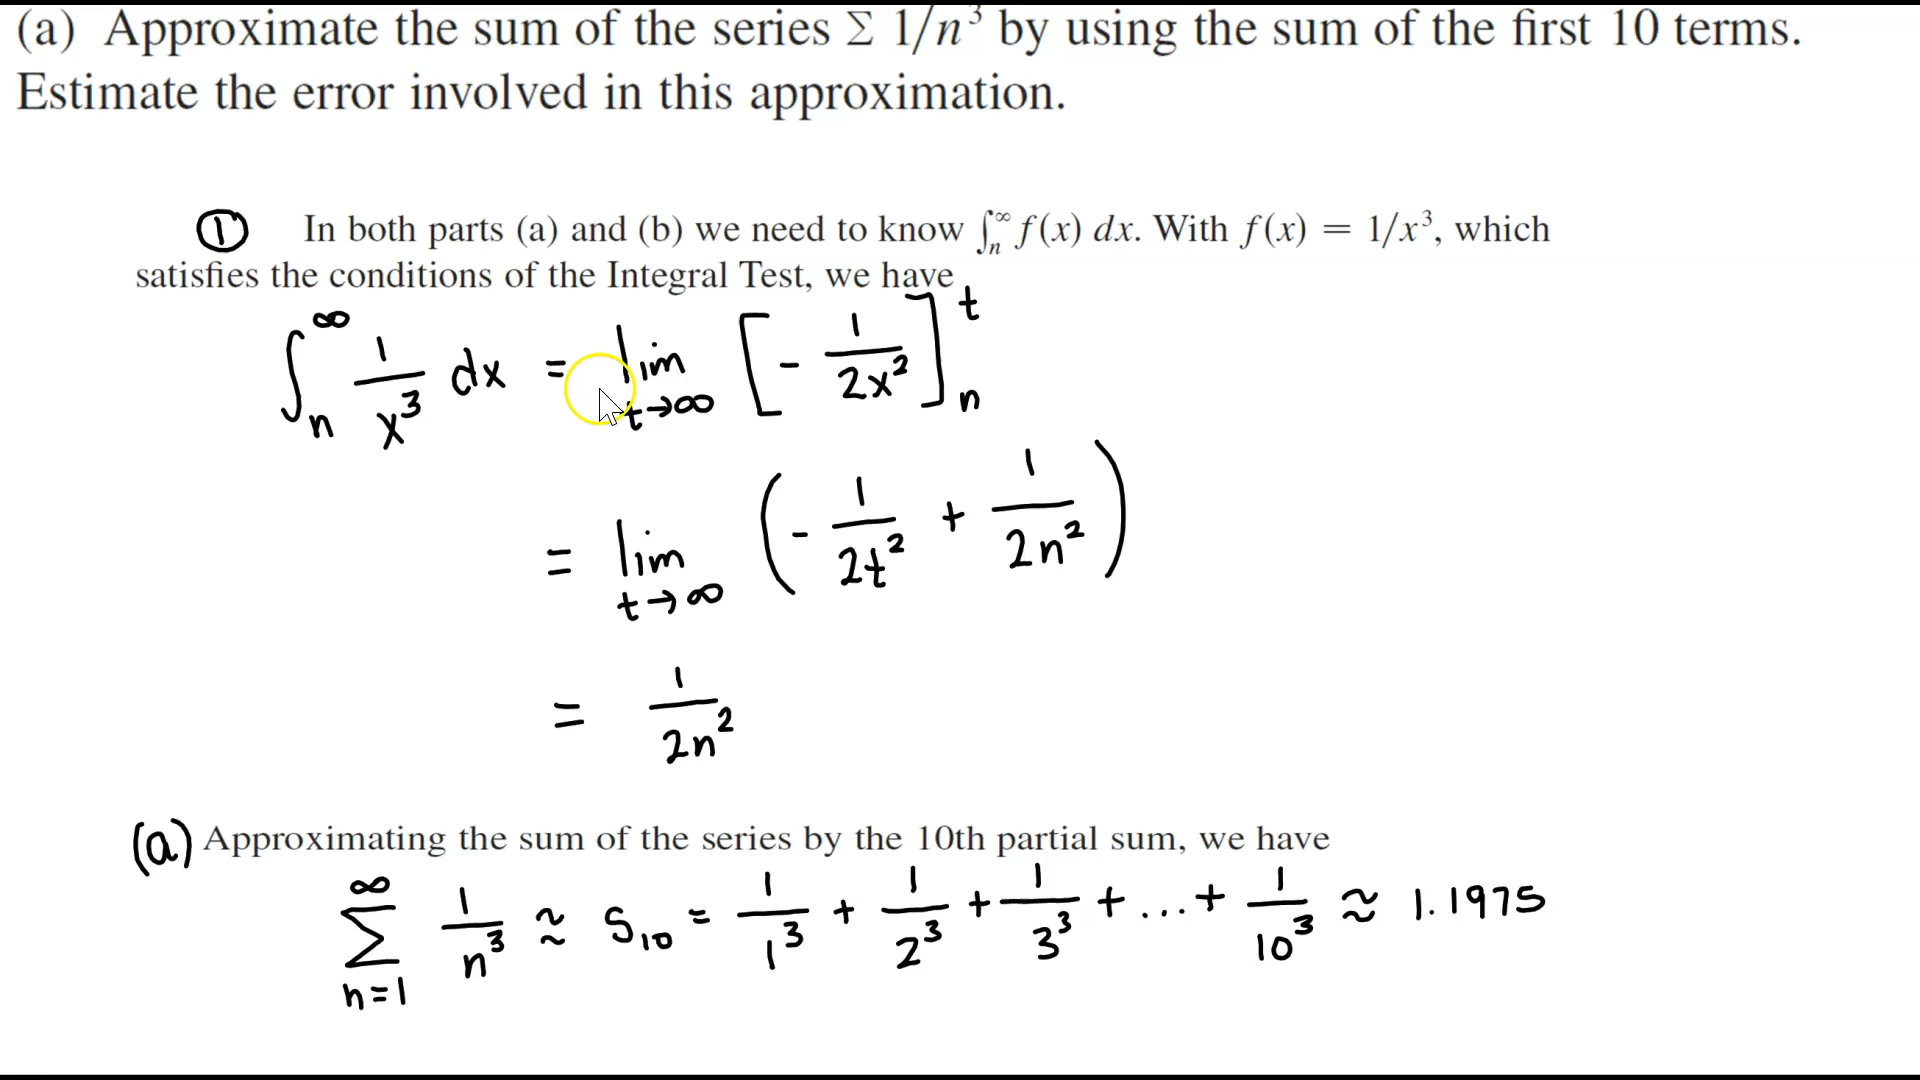 (a) Approximate the sum of the series Σ 1/n³ by using the sum of the first 10 terms.
Estimate the error involved in this approximation.
① In both parts (a) and (b) we need to know ∫ₙ^∞ f(x) dx. With f(x) = 1/x³, which
satisfies the conditions of the Integral Test, we have
∫ₙ^∞ 1/x³ dx = lim t→∞ [- 1/2x²]ₙ^t
= lim t→∞ (- 1/2t² + 1/2n²)
= 1/2n²
(a) Approximating the sum of the series by the 10th partial sum, we have
∞ Σ n=1 1/n³ ≈ S₁₀ = 1/1³ + 1/2³ + 1/3³ + ... + 1/10³ ≈ 1.1975